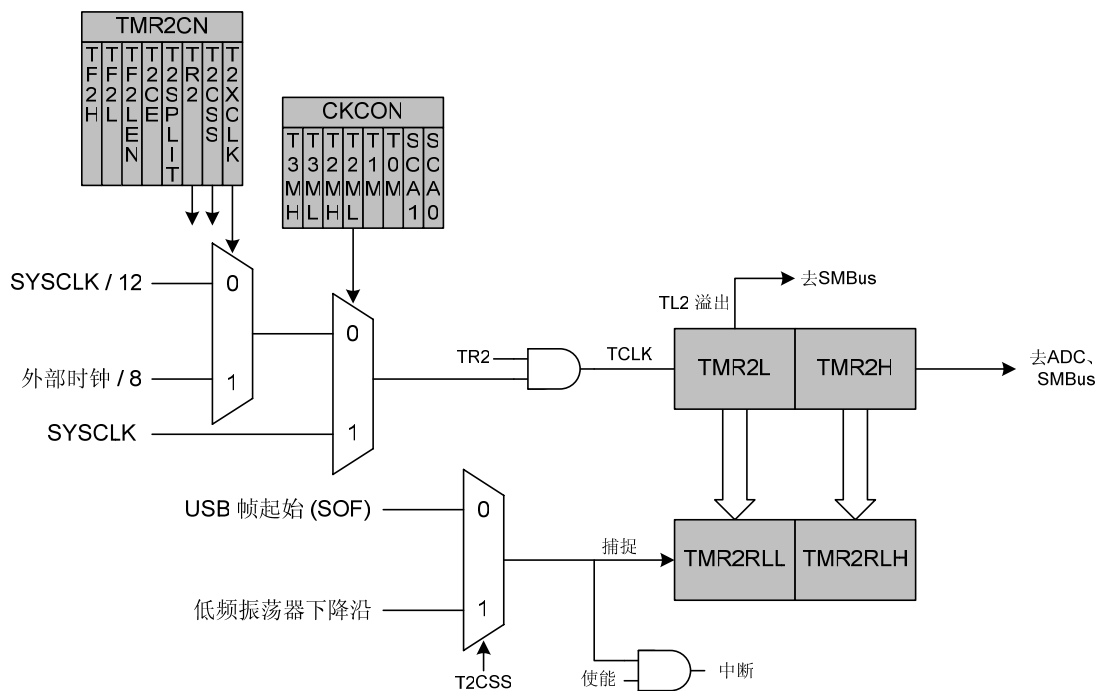 TMR2CN
TF2H
TF2L
TF2LEN
T2CE
T2SPLIT
TR2
T2CSS
T2XCLK
CKCON
T3MH
T3ML
T2MH
T2ML
T1M
T0M
SCA1
SCA0
SYSCLK / 12
0
外部时钟 / 8
1
SYSCLK
0
1
TR2
TCLK
TL2 溢出
去SMBus
TMR2L
TMR2H
去ADC、
SMBus
USB 帧起始 (SOF)
0
低频振荡器下降沿
1
T2CSS
捕捉
TMR2RLL
TMR2RLH
使能
中断